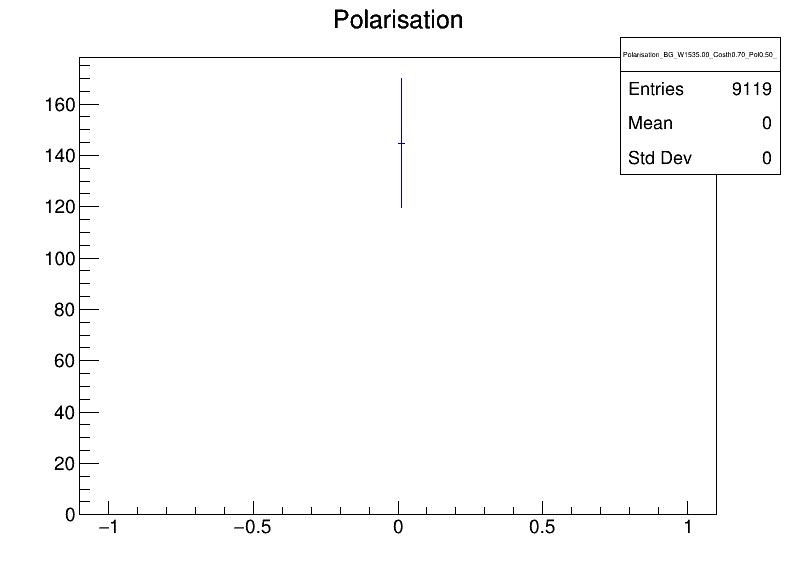 Polarisation
Polarisation_BG_W1535.00_Costh0.70_Pol0.50_
Entries 9119
Mean 0
Std Dev 0
160
140
120
100
80
60
40
20
0
−1 −0.5 0 0.5 1